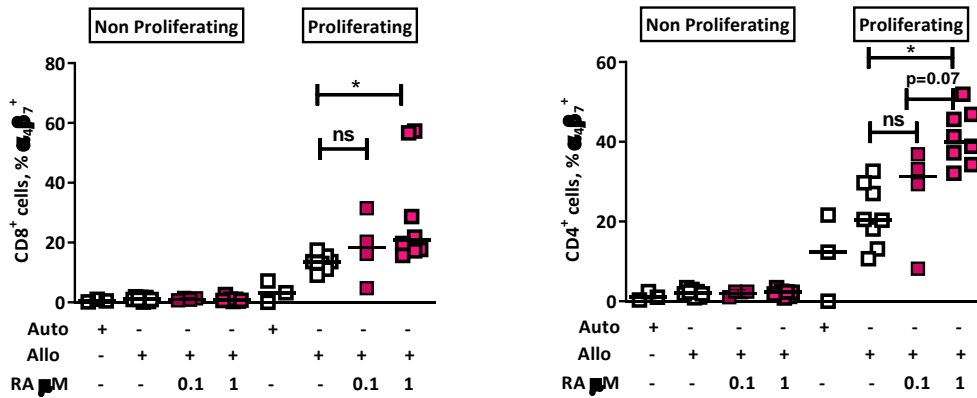 Non Proliferating Proliferating
*
ns
80
60
40
20
0
CD8+ cells, % α4β7+
Auto + - - - + - - -
Allo - + + + - + + +
RA μM - - 0.1 1 - - 0.1 1
Non Proliferating Proliferating
*
p=0.07
ns
60
40
20
0
CD4+ cells, % α4β7+
Auto + - - - + - - -
Allo - + + + - + + +
RA μM - - 0.1 1 - - 0.1 1